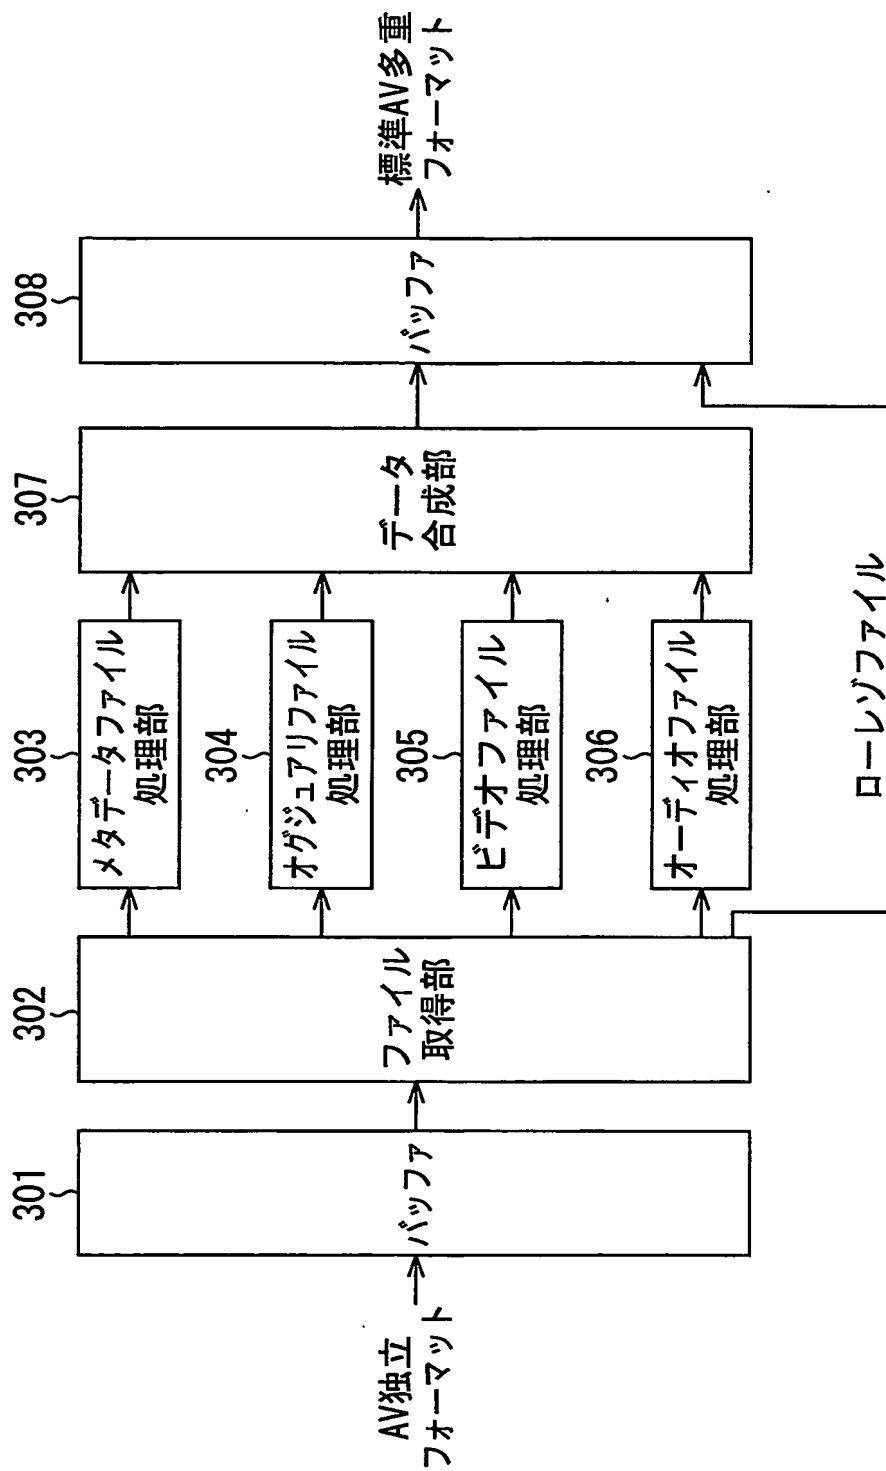 AV独立
フォーマット
301
バッファ
302
ファイル
取得部
303
メタデータファイル
処理部
304
オグジュアリファイル
処理部
305
ビデオファイル
処理部
306
オーディオファイル
処理部
307
データ
合成部
308
バッファ
標準AV多重
フォーマット
ローレゾファイル